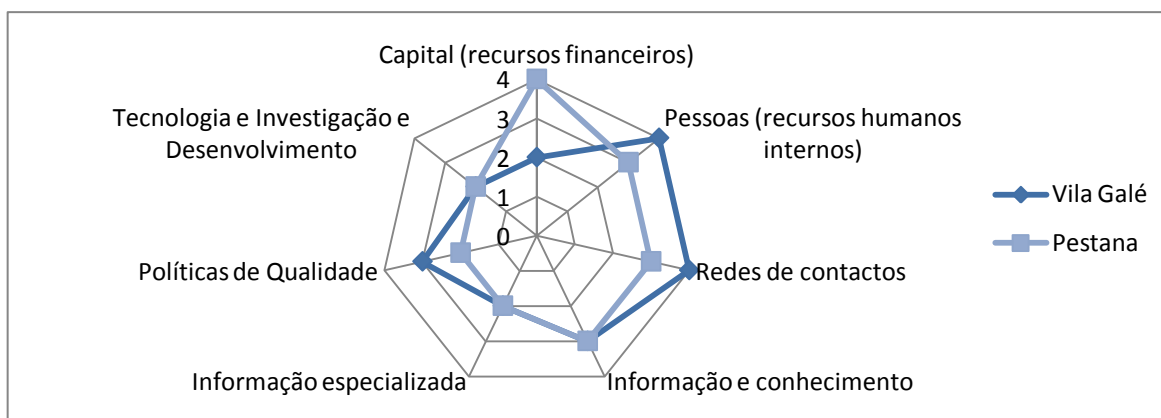 Capital (recursos financeiros)
4
3
2
1
0
Pessoas (recursos humanos
internos)
Redes de contactos
Informação e conhecimento
Informação especializada
Políticas de Qualidade
Tecnologia e Investigação e
Desenvolvimento
Vila Galé
Pestana